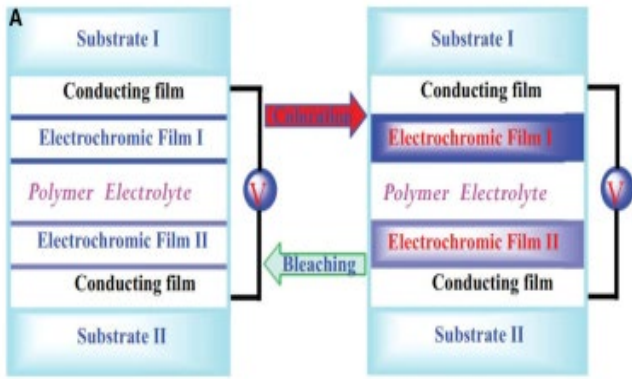 A
Substrate I
Conducting film
Electrochromic Film I
Polymer Electrolyte
Electrochromic Film II
Conducting film
Substrate II
V
Coloration
Bleaching
Substrate I
Conducting film
Electrochromic Film I
Polymer Electrolyte
Electrochromic Film II
Conducting film
Substrate II
V